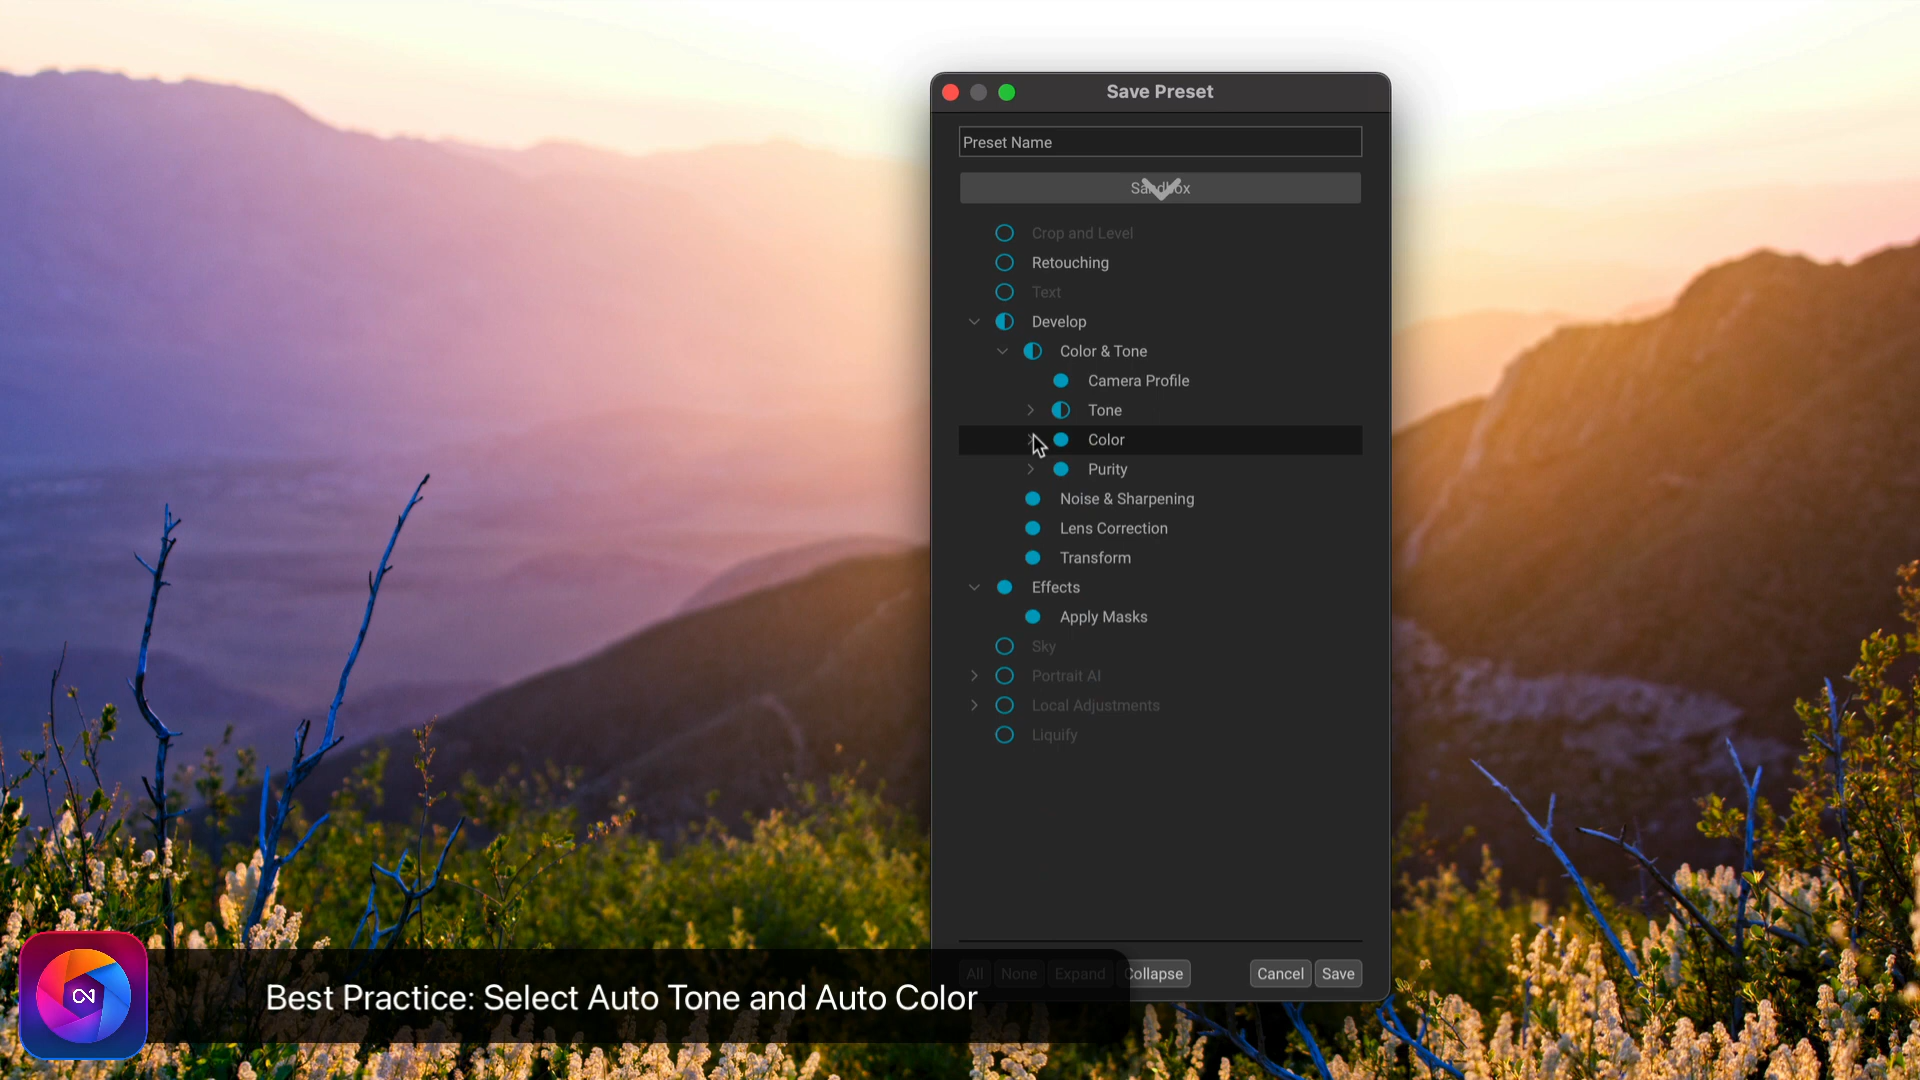 Save Preset
Preset Name
Sandbox
Crop and Level
Retouching
Text
Develop
Color & Tone
Camera Profile
Tone
Color
Purity
Noise & Sharpening
Lens Correction
Transform
Effects
Apply Masks
Sky
Portrait AI
Local Adjustments
Liquify
All None Expand Collapse Cancel Save
Best Practice: Select Auto Tone and Auto Color